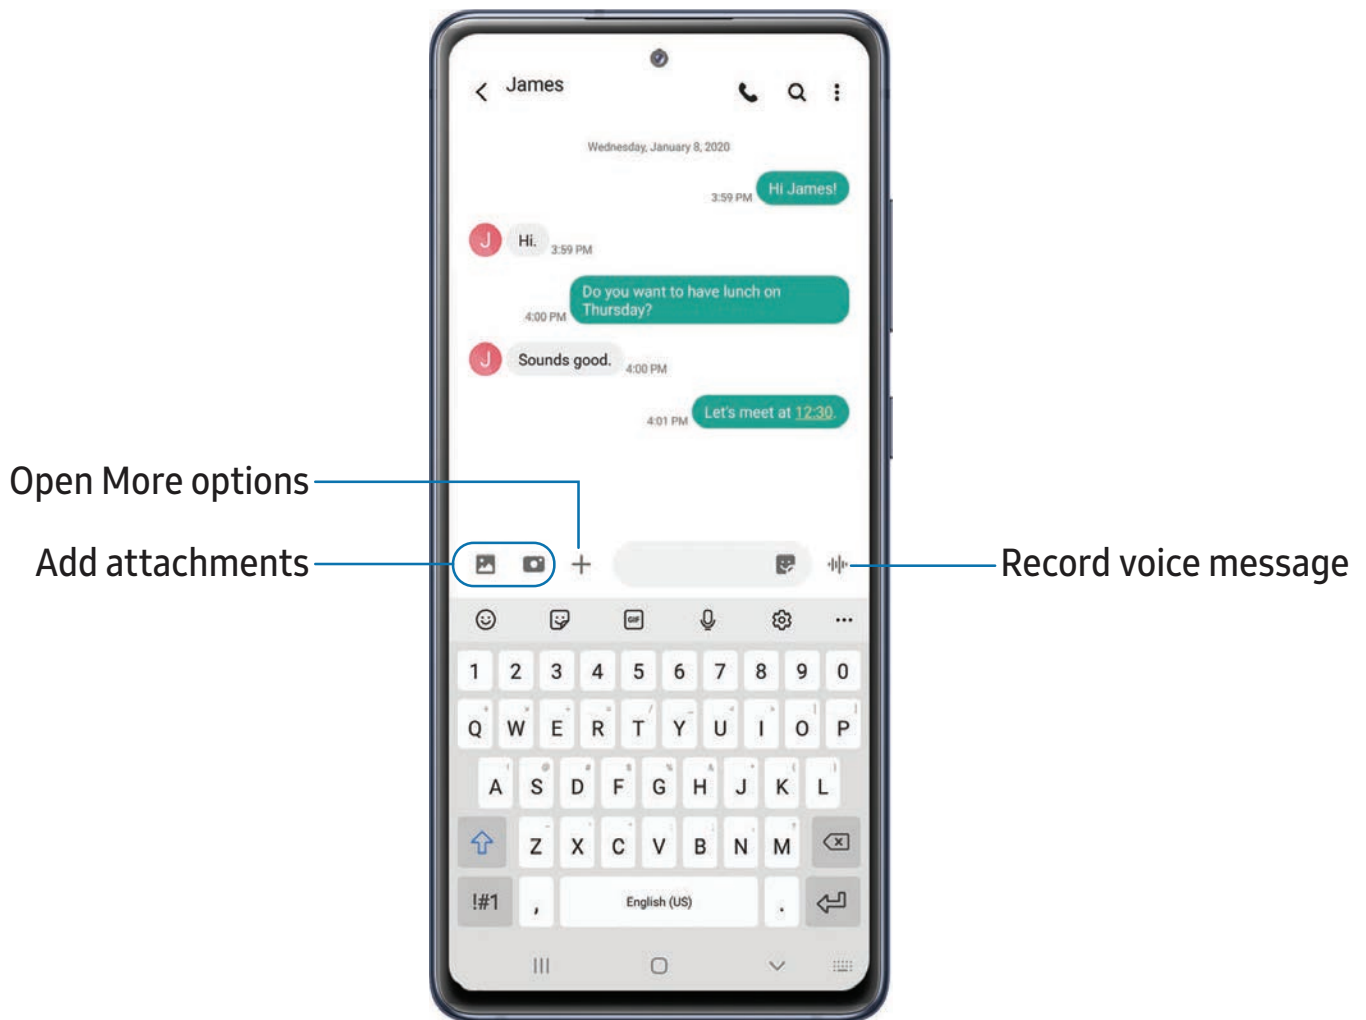 James
Wednesday, January 8, 2020
3:59 PM Hi James!
J Hi. 3:59 PM
Do you want to have lunch on
Thursday?
4:00 PM
J Sounds good. 4:00 PM
4:01 PM Let's meet at 12:30.
Open More options
Add attachments
Record voice message
GIF
1 2 3 4 5 6 7 8 9 0
Q W E R T Y U I O P
A S D F G H J K L
Z X C V B N M
!#1 , English (US) .